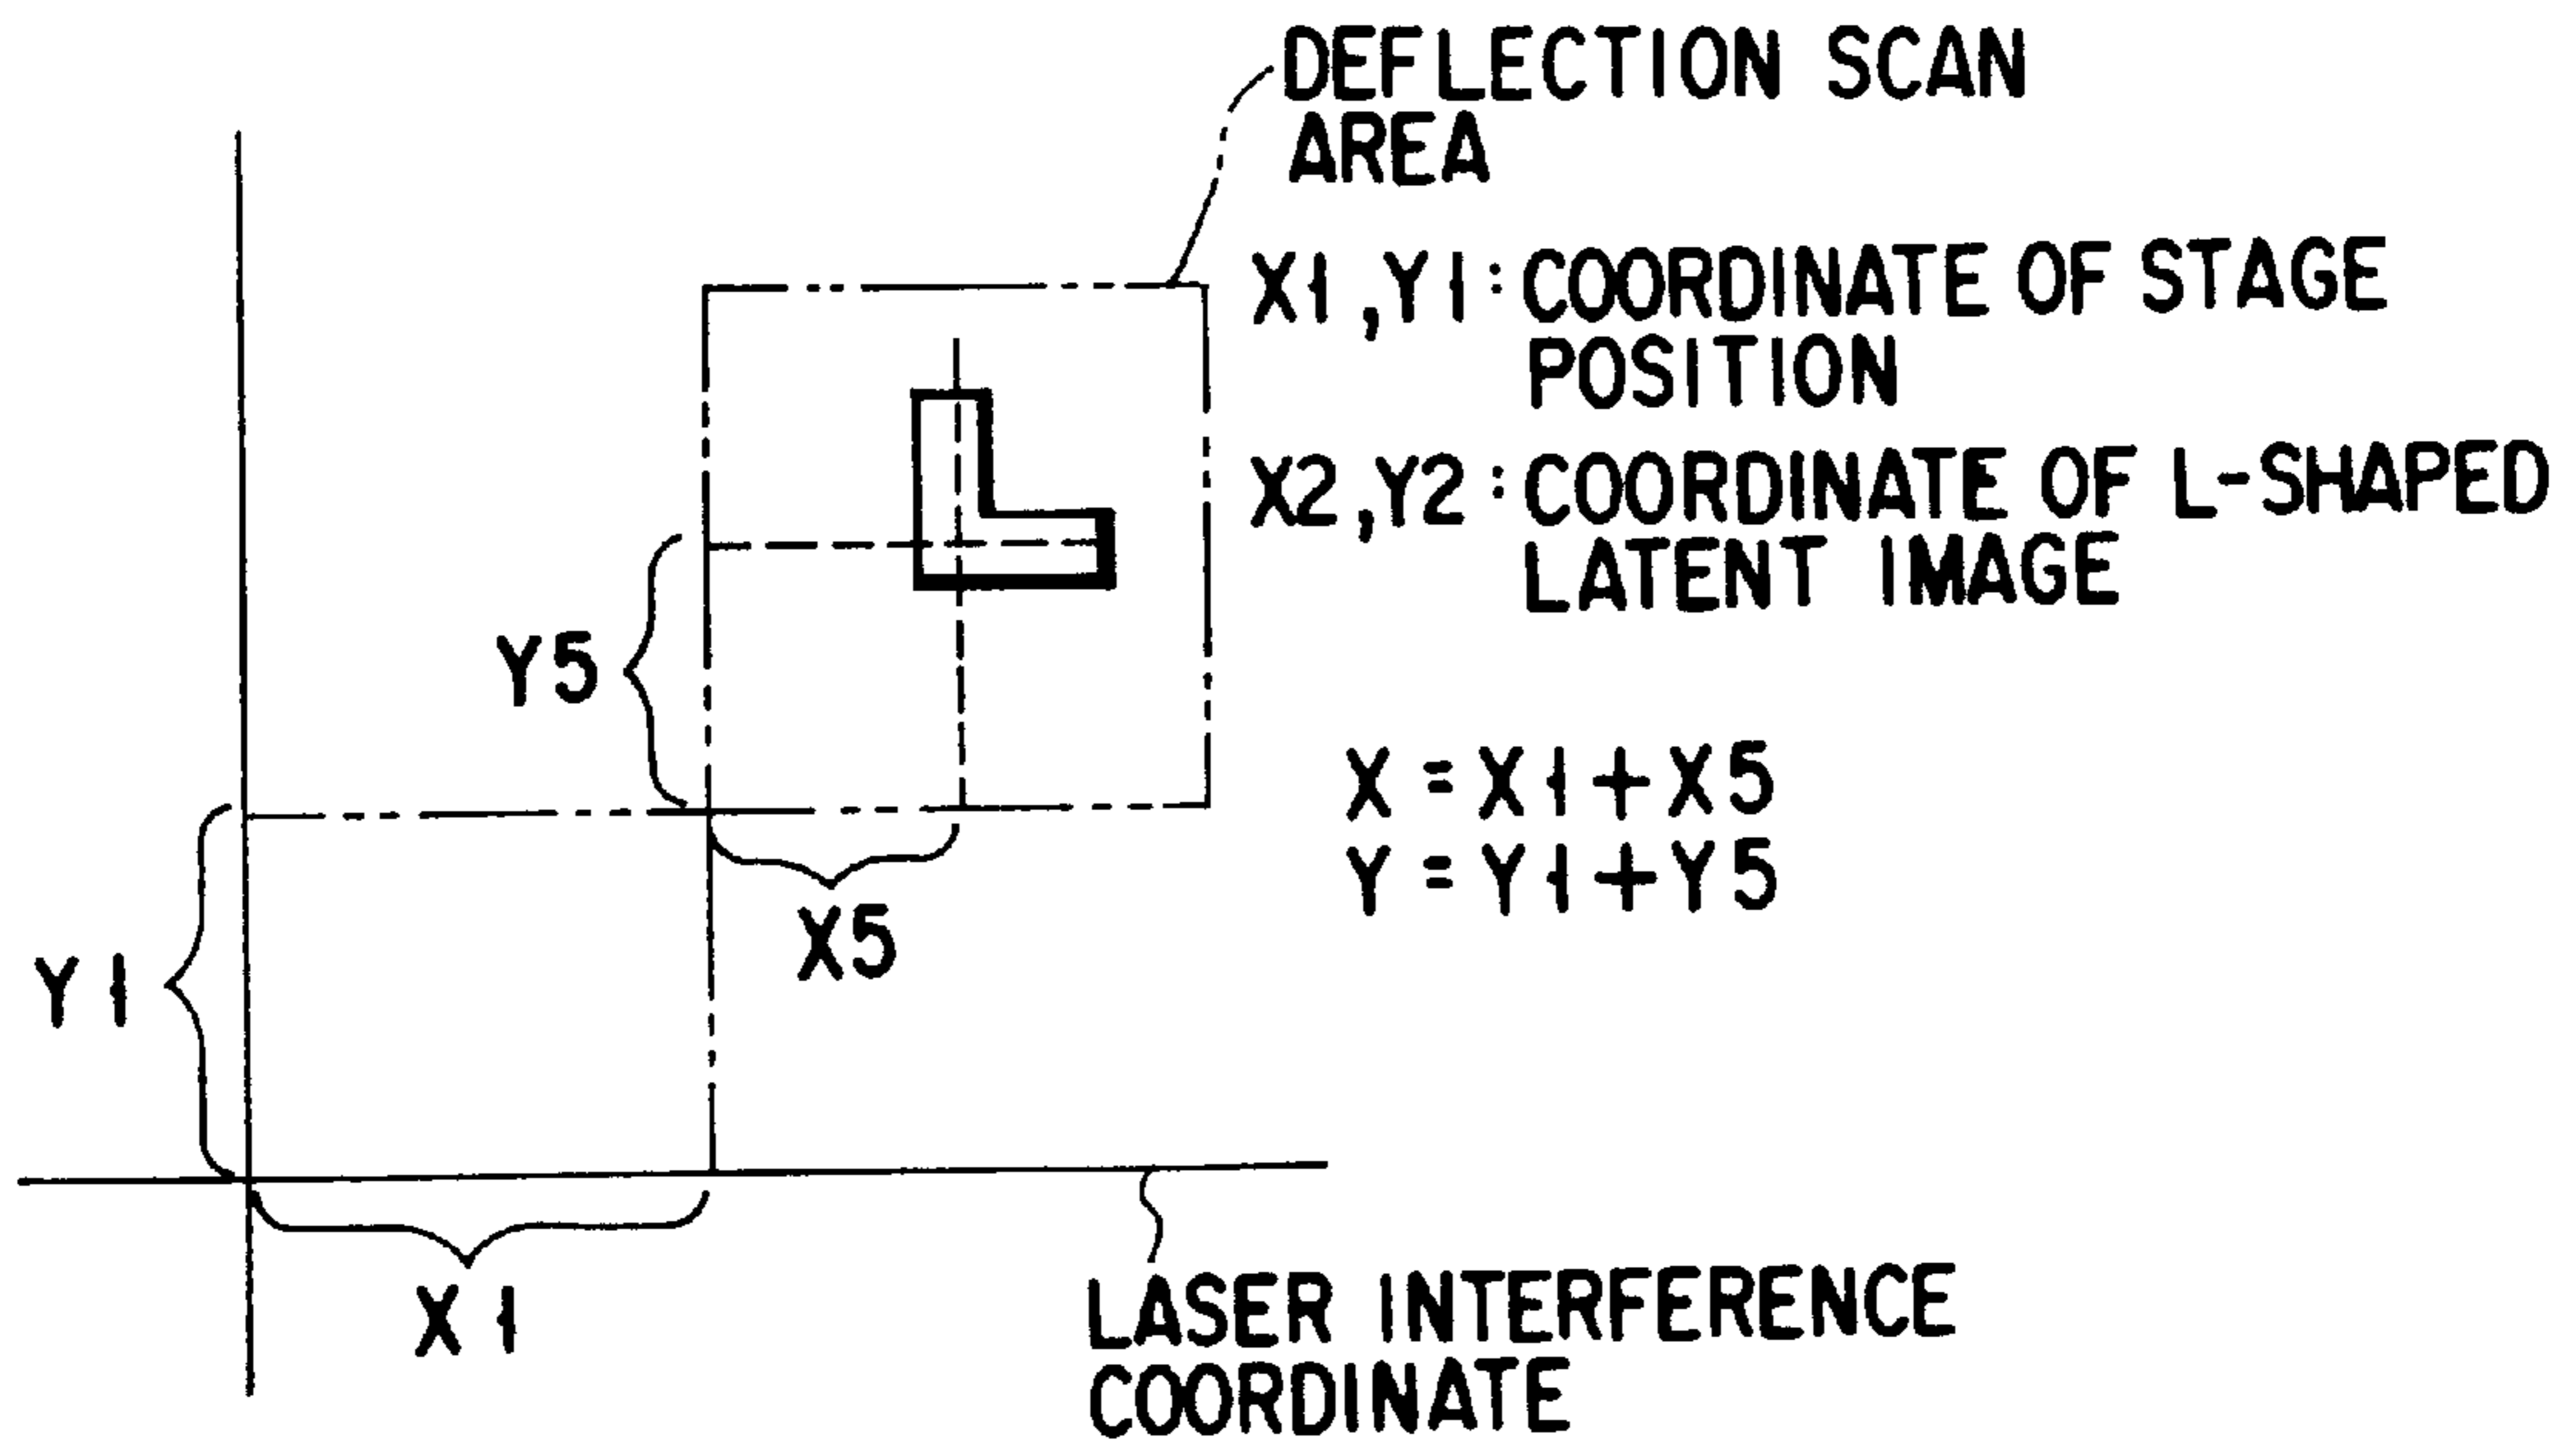 DEFLECTION SCAN
AREA
X1,Y1:COORDINATE OF STAGE
POSITION
X2,Y2:COORDINATE OF L-SHAPED
LATENT IMAGE
Y5
X=X1+X5
Y=Y1+Y5
X5
Y1
X1
LASER INTERFERENCE
COORDINATE